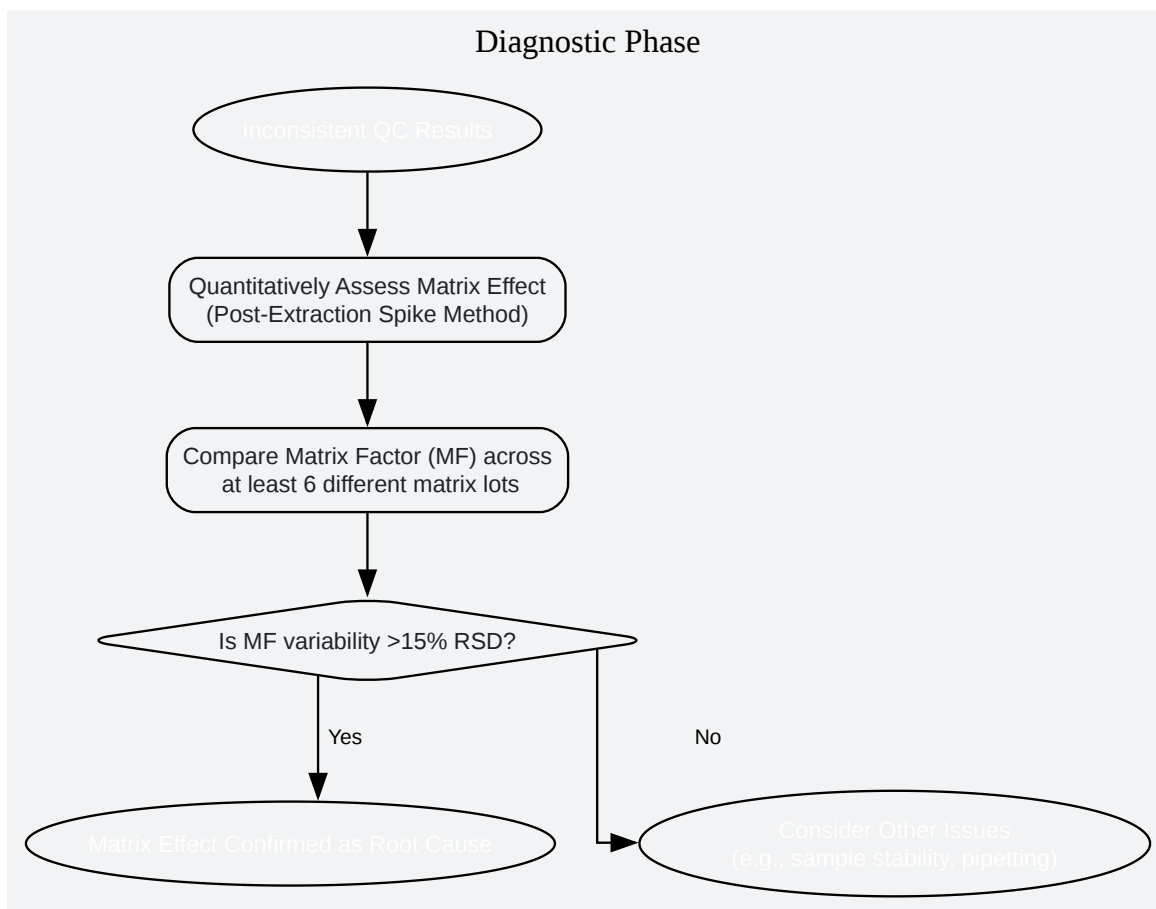 Diagnostic Phase
Inconsistent QC Results
Quantitatively Assess Matrix Effect
(Post-Extraction Spike Method)
Compare Matrix Factor (MF) across
at least 6 different matrix lots
Is MF variability >15% RSD?
Yes
No
Matrix Effect Confirmed as Root Cause
Consider Other Issues
(e.g., sample stability, pipetting)